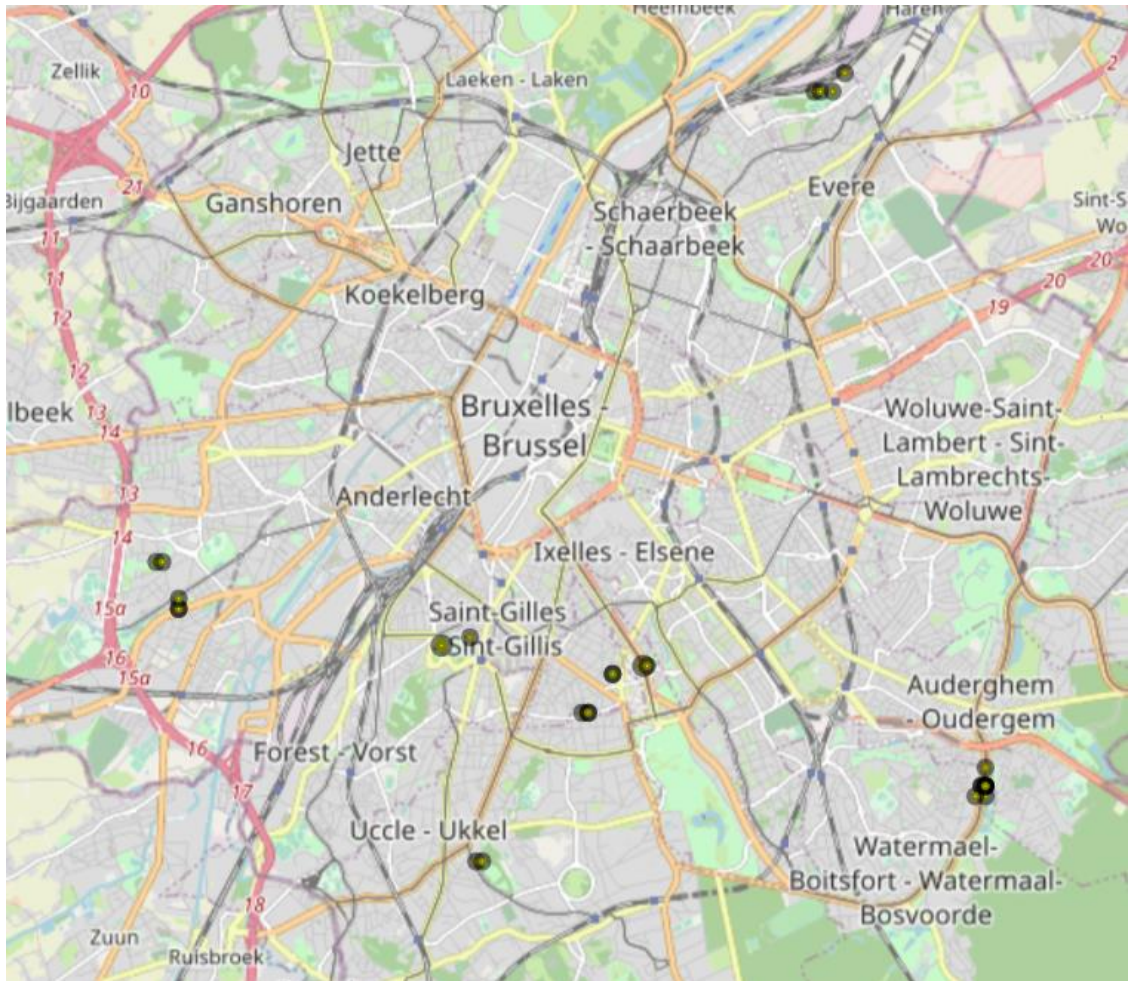 Heembeek
Haren
Zellik
10
Laeken - Laken
2
Jette
21
Bijgaarden
Ganshoren
Evere
Sint-S
Wo
Schaerbeek
- Schaarbeek
11
20
20
11
19
Koekelberg
12
12
lbeek
13
14
Bruxelles -
Brussel
Woluwe-Saint-
Lambert - Sint-
Lambrechts-
Woluwe
13
Anderlecht
14
Ixelles - Elsene
15a
Saint-Gilles
Sint-Gillis
16
15a
Auderghem
- Oudergem
16
Forest - Vorst
17
Uccle - Ukkel
Watermael-
Boitsfort - Watermaal-
Bosvoorde
18
Zuun
Ruisbroek